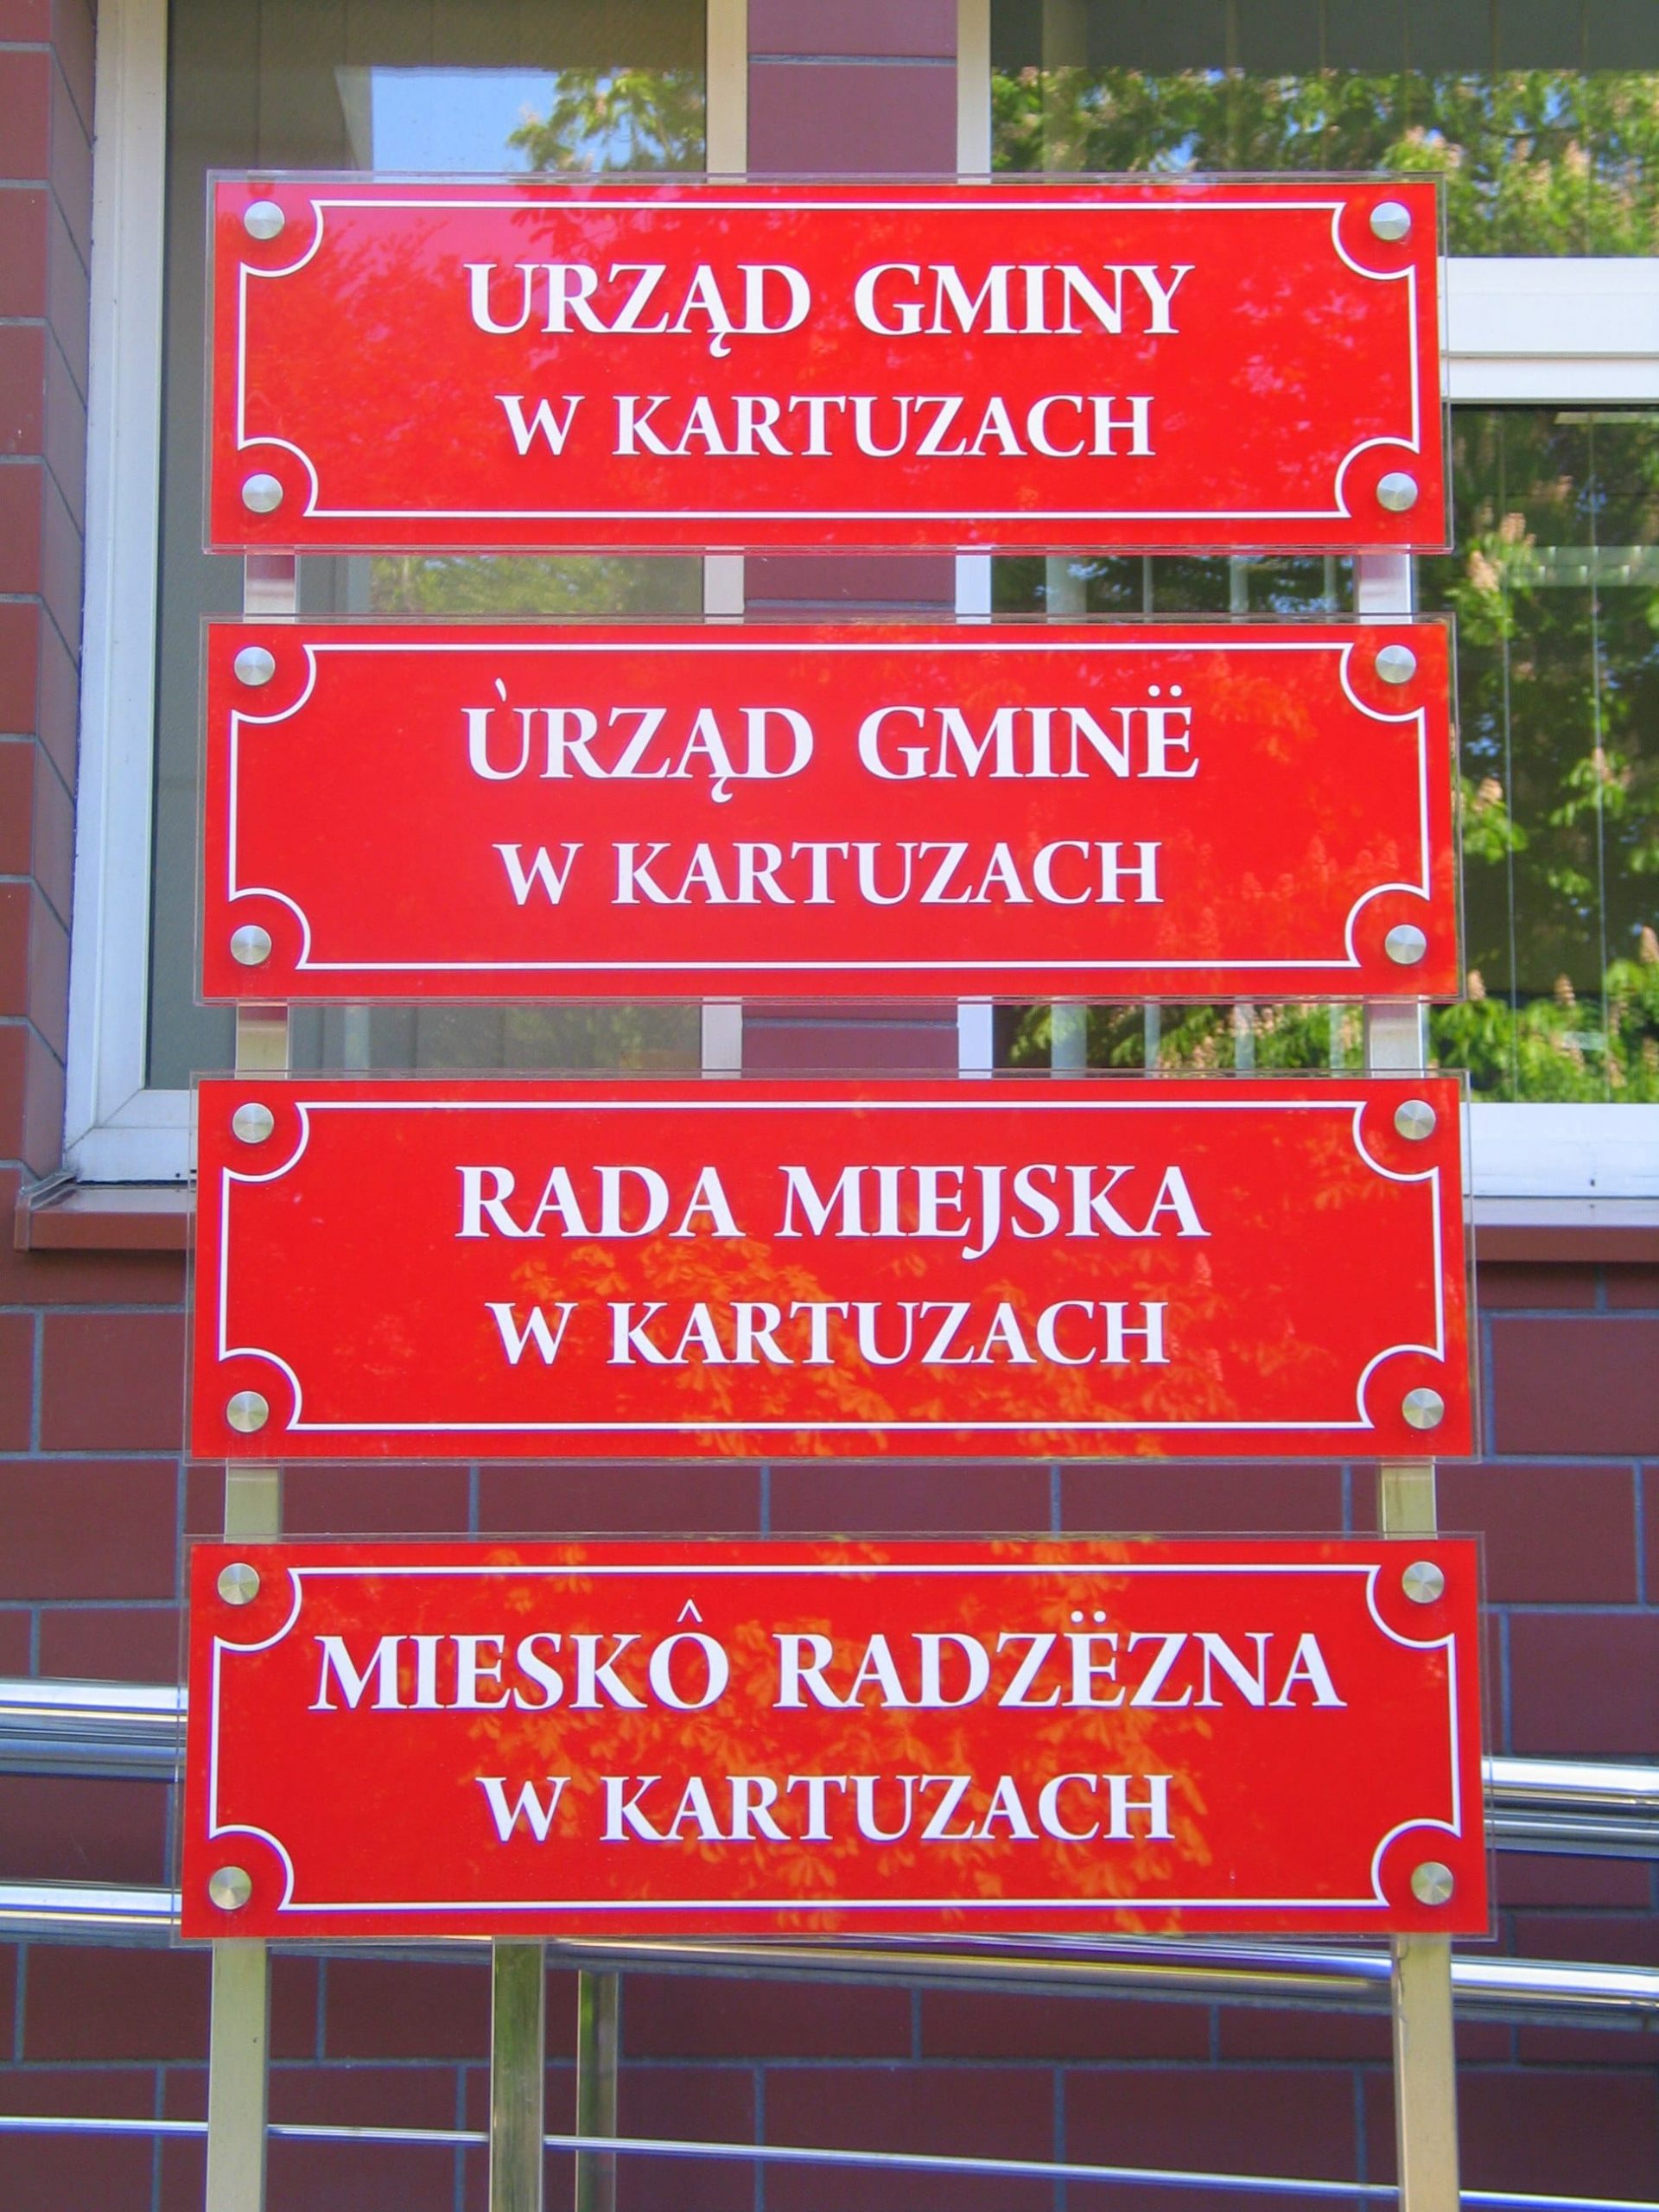 URZĄD GMINY
W KARTUZACH
ÙRZĄD GMINË
W KARTUZACH
RADA MIEJSKA
W KARTUZACH
MIESKÔ RADZËZNA
W KARTUZACH